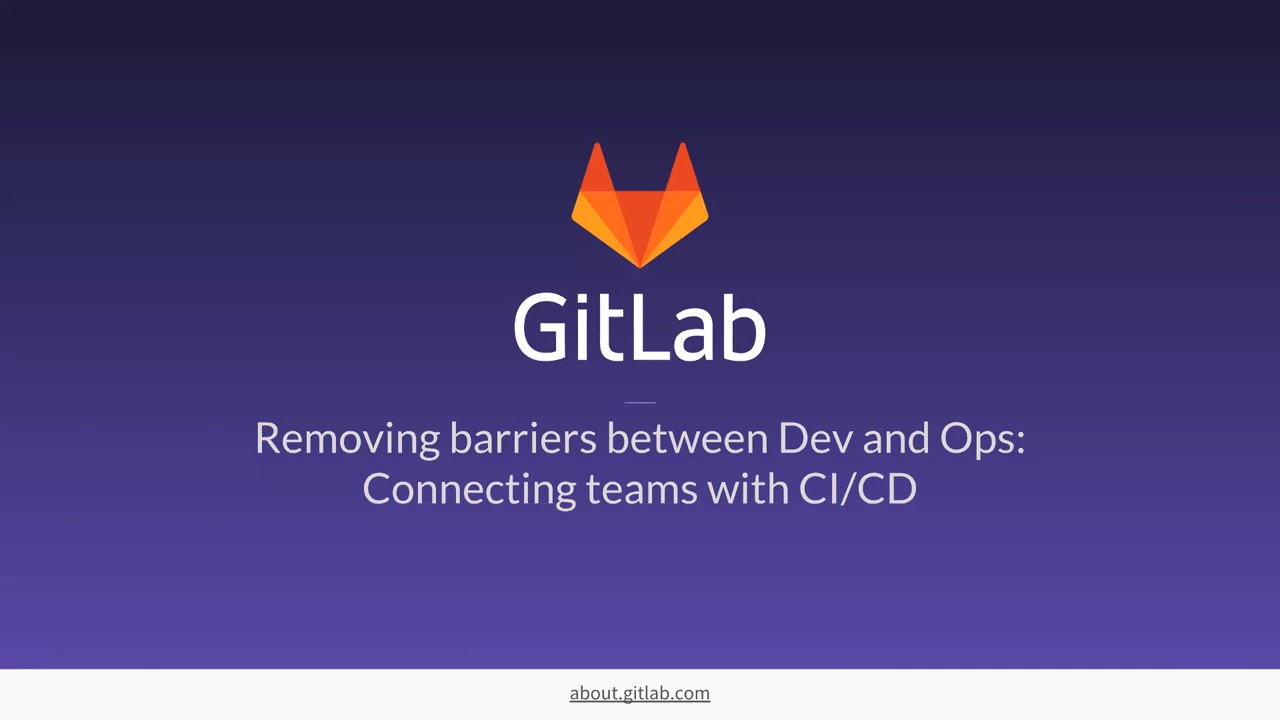 GitLab
Removing barriers between Dev and Ops:
Connecting teams with CI/CD
about.gitlab.com